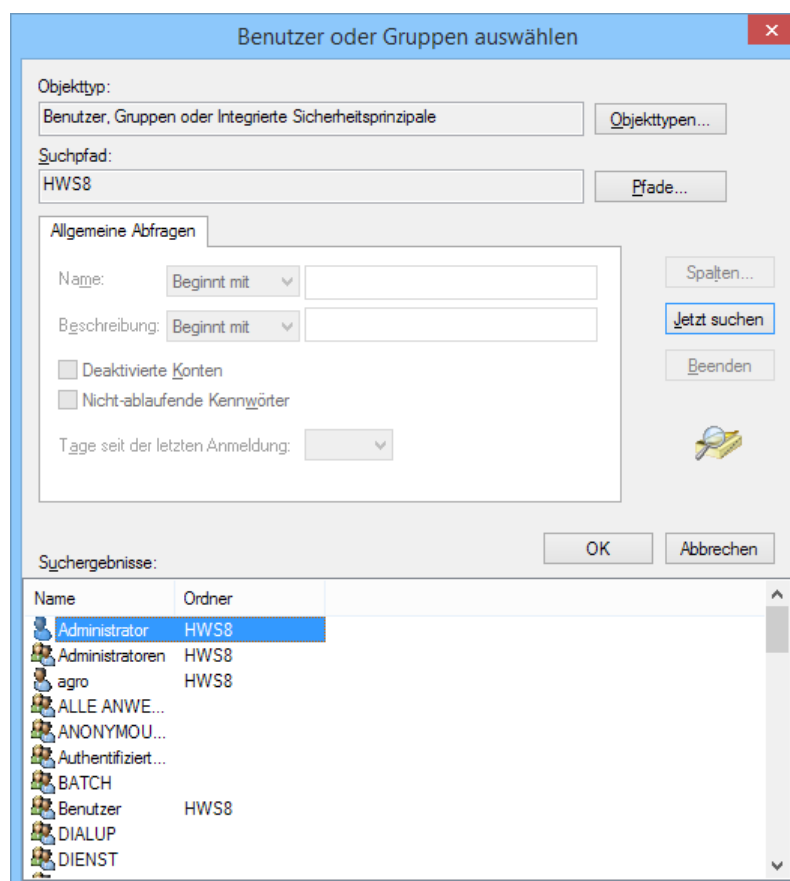 Benutzer oder Gruppen auswählen
Objekttyp:
Benutzer, Gruppen oder Integrierte Sicherheitsprinzipale
Objekttypen...
Suchpfad:
HWS8
Pfade...
Allgemeine Abfragen
Name: Beginnt mit
Spalten...
Beschreibung: Beginnt mit
Jetzt suchen
Deaktivierte Konten
Beenden
Nicht-ablaufende Kennwörter
Tage seit der letzten Anmeldung:
OK Abbrechen
Suchergebnisse:
Name Ordner
Administrator HWS8
Administratoren HWS8
agro HWS8
ALLE ANWE...
ANONYMOU...
Authentifiziert...
BATCH
Benutzer HWS8
DIALUP
DIENST